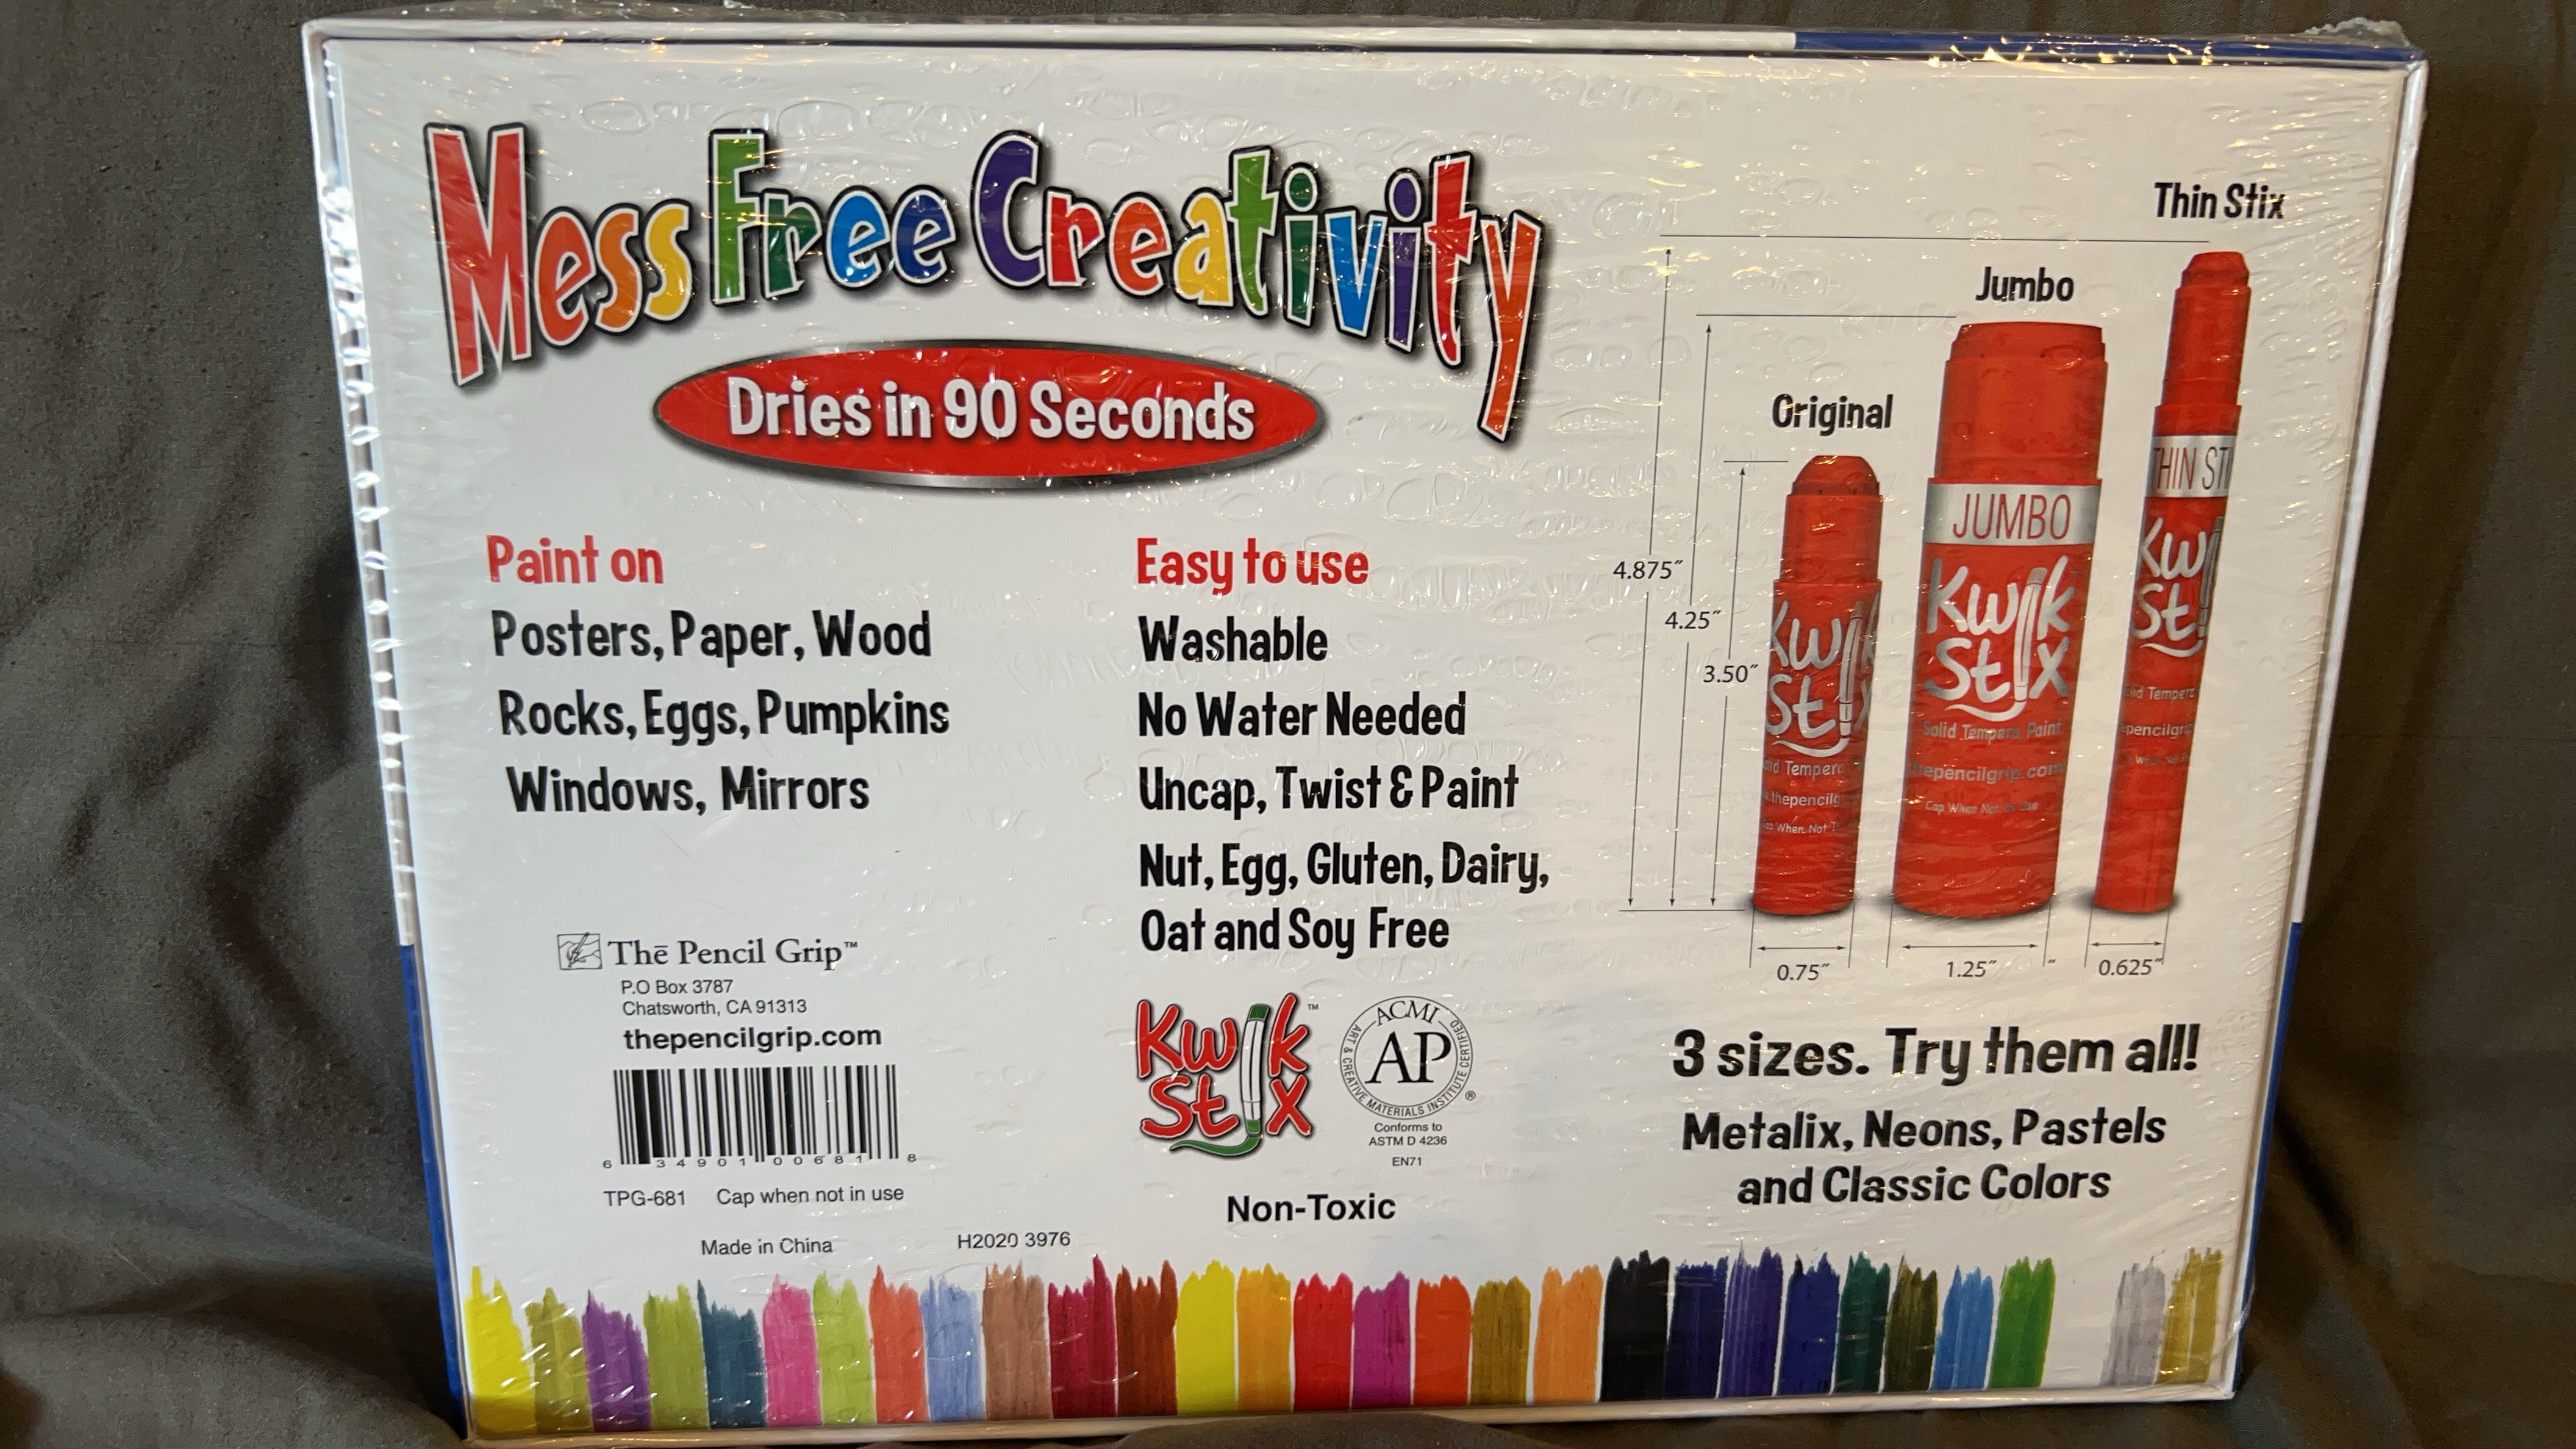 Mess Free Creativity
Dries in 90 Seconds
Paint on
Posters, Paper, Wood
Rocks, Eggs, Pumpkins
Windows, Mirrors
Easy to use
Washable
No Water Needed
Uncap, Twist & Paint
Nut, Egg, Gluten, Dairy,
Oat and Soy Free
Thē Pencil Grip™
P.O Box 3787
Chatsworth, CA 91313
thepencilgrip.com
6 34901 00681 8
TPG-681 Cap when not in use
Made in China
H2020 3976
Kwik™
Stix
ACMI
AP
ART & CREATIVE MATERIALS INSTITUTE CERTIFIED
®
Conforms to
ASTM D 4236
EN71
Non-Toxic
Thin Stix
Jumbo
Original
4.875″
4.25″
3.50″
Kwik
Stix
JUMBO
Kwik
Stix
Solid Tempera Paint
thepencilgrip.com
Cap When Not In Use
THIN STI
Kwi
Sti
0.75″
1.25″
″
0.625″
3 sizes. Try them all!
Metalix, Neons, Pastels
and Classic Colors